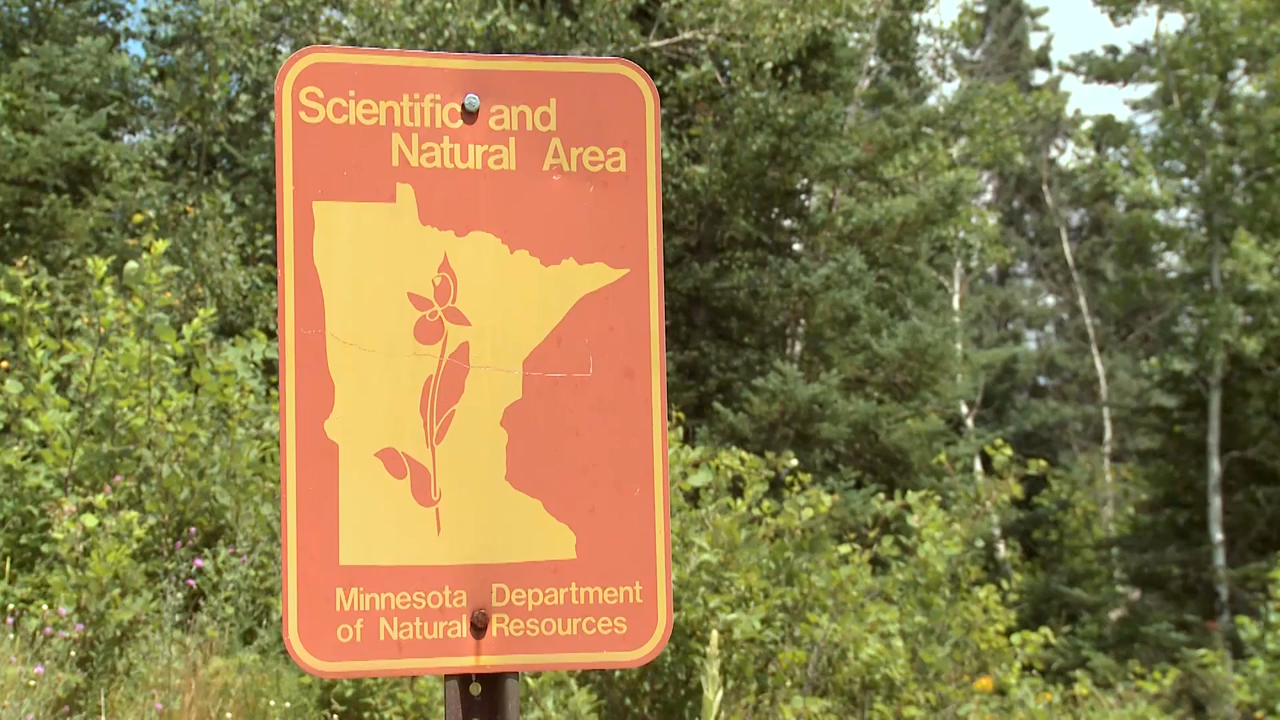 Scientific and
Natural Area
Minnesota Department
of Natural Resources